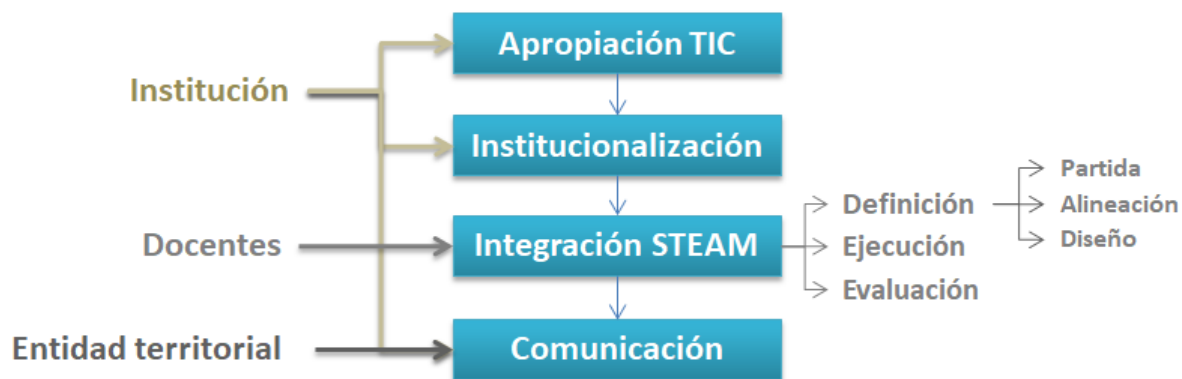 Apropiación TIC
Institución
Institucionalización
Docentes
Integración STEAM
Definición
Ejecución
Evaluación
Partida
Alineación
Diseño
Entidad territorial
Comunicación